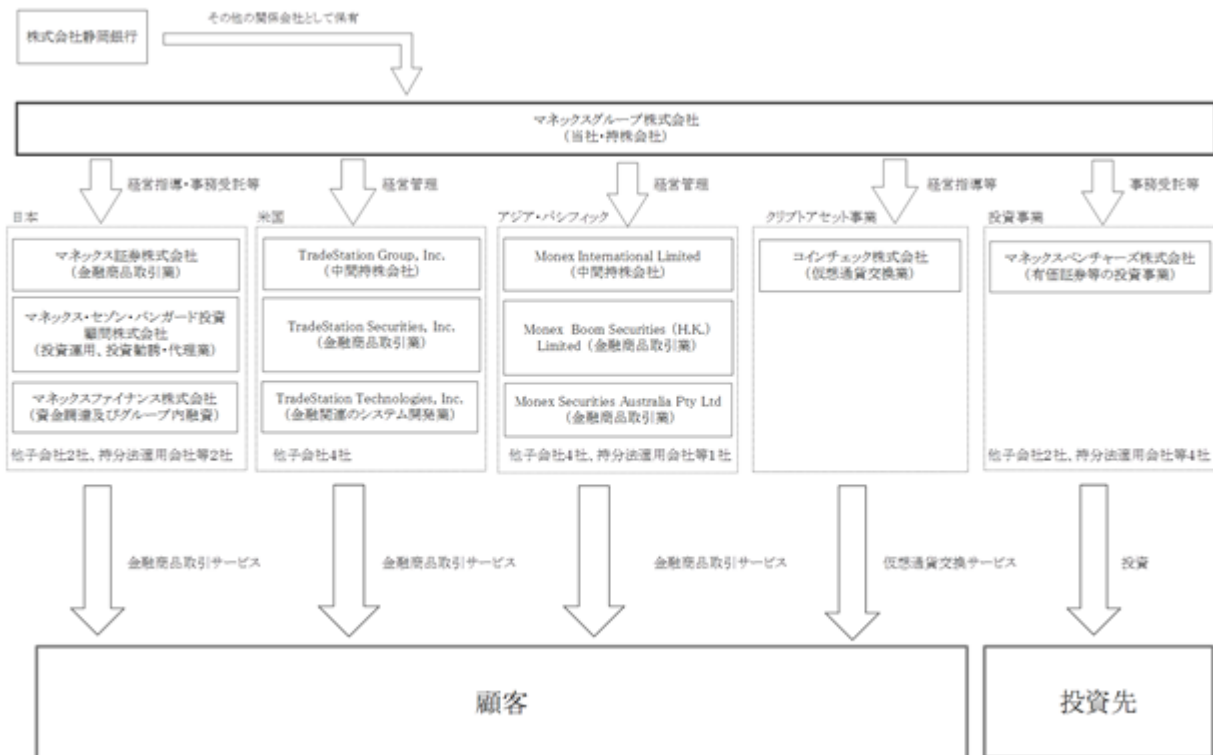 その他の関係会社として保有
株式会社静岡銀行
マネックスグループ株式会社
(当社・持株会社)
経営指導・事務受託等
経営管理
経営管理
経営指導等
事務受託等
日本
米国
アジア・パシフィック
クリプトアセット事業
投資事業
マネックス証券株式会社
(金融商品取引業)
マネックス・セゾン・バンガード投資
顧問株式会社
(投資運用、投資勧誘・代理業)
マネックスファイナンス株式会社
(資金調達及びグループ内融資)
他子会社2社、持分法適用会社等2社
TradeStation Group, Inc.
(中間持株会社)
TradeStation Securities, Inc.
(金融商品取引業)
TradeStation Technologies, Inc.
(金融関連のシステム開発業)
他子会社4社
Monex International Limited
(中間持株会社)
Monex Boom Securities (H.K.)
Limited (金融商品取引業)
Monex Securities Australia Pty Ltd
(金融商品取引業)
他子会社4社、持分法適用会社等1社
コインチェック株式会社
(仮想通貨交換業)
マネックスベンチャーズ株式会社
(有価証券等の投資事業)
他子会社2社、持分法適用会社等4社
金融商品取引サービス
金融商品取引サービス
金融商品取引サービス
仮想通貨交換サービス
投資
顧客
投資先